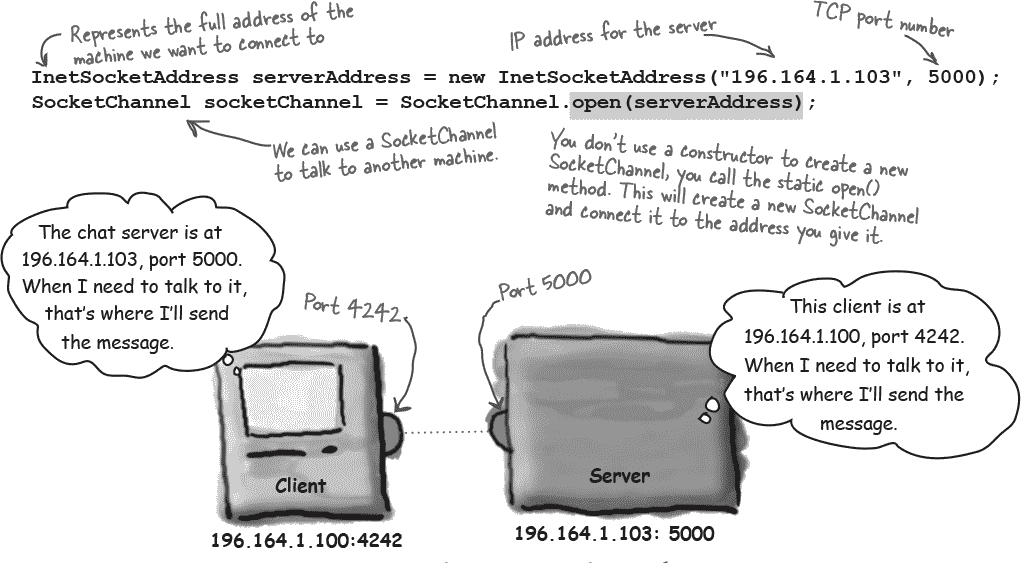 Represents the full address of the
machine we want to connect to
IP address for the server
TCP port number
InetSocketAddress serverAddress = new InetSocketAddress("196.164.1.103", 5000);
SocketChannel socketChannel = SocketChannel.open(serverAddress);
We can use a SocketChannel
to talk to another machine.
You don't use a constructor to create a new
SocketChannel, you call the static open()
method. This will create a new SocketChannel
and connect it to the address you give it.
The chat server is at
196.164.1.103, port 5000.
When I need to talk to it,
that's where I'll send
the message.
Port 4242
Port 5000
This client is at
196.164.1.100, port 4242.
When I need to talk to it,
that's where I'll send the
message.
Client
Server
196.164.1.100:4242
196.164.1.103: 5000